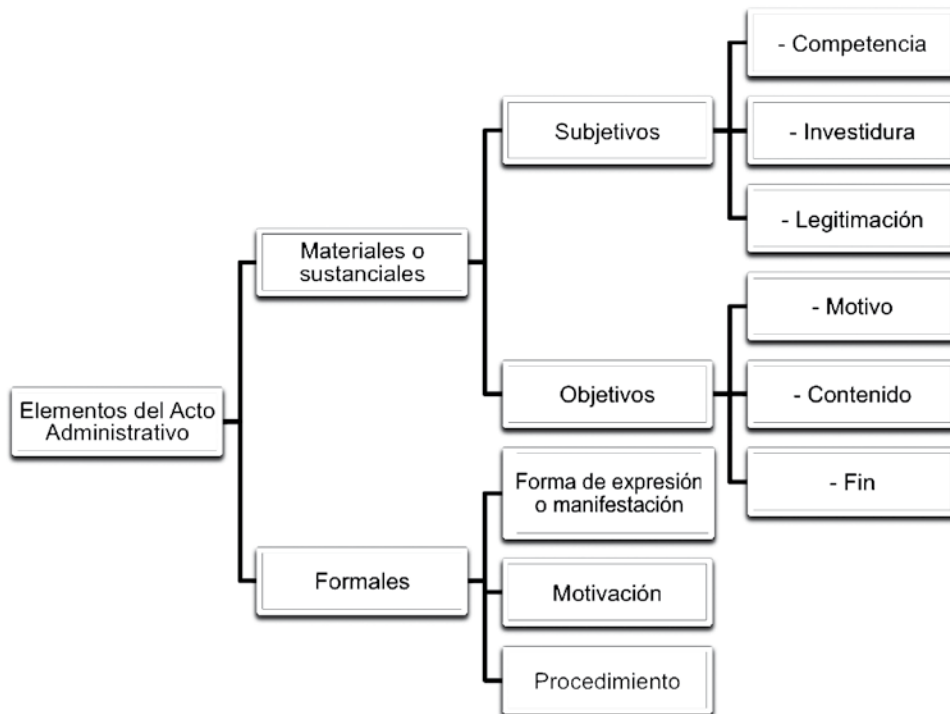 Elementos del Acto
Administrativo
Materiales o
sustanciales
Subjetivos
- Competencia
- Investidura
- Legitimación
Objetivos
- Motivo
- Contenido
- Fin
Formales
Forma de expresión
o manifestación
Motivación
Procedimiento